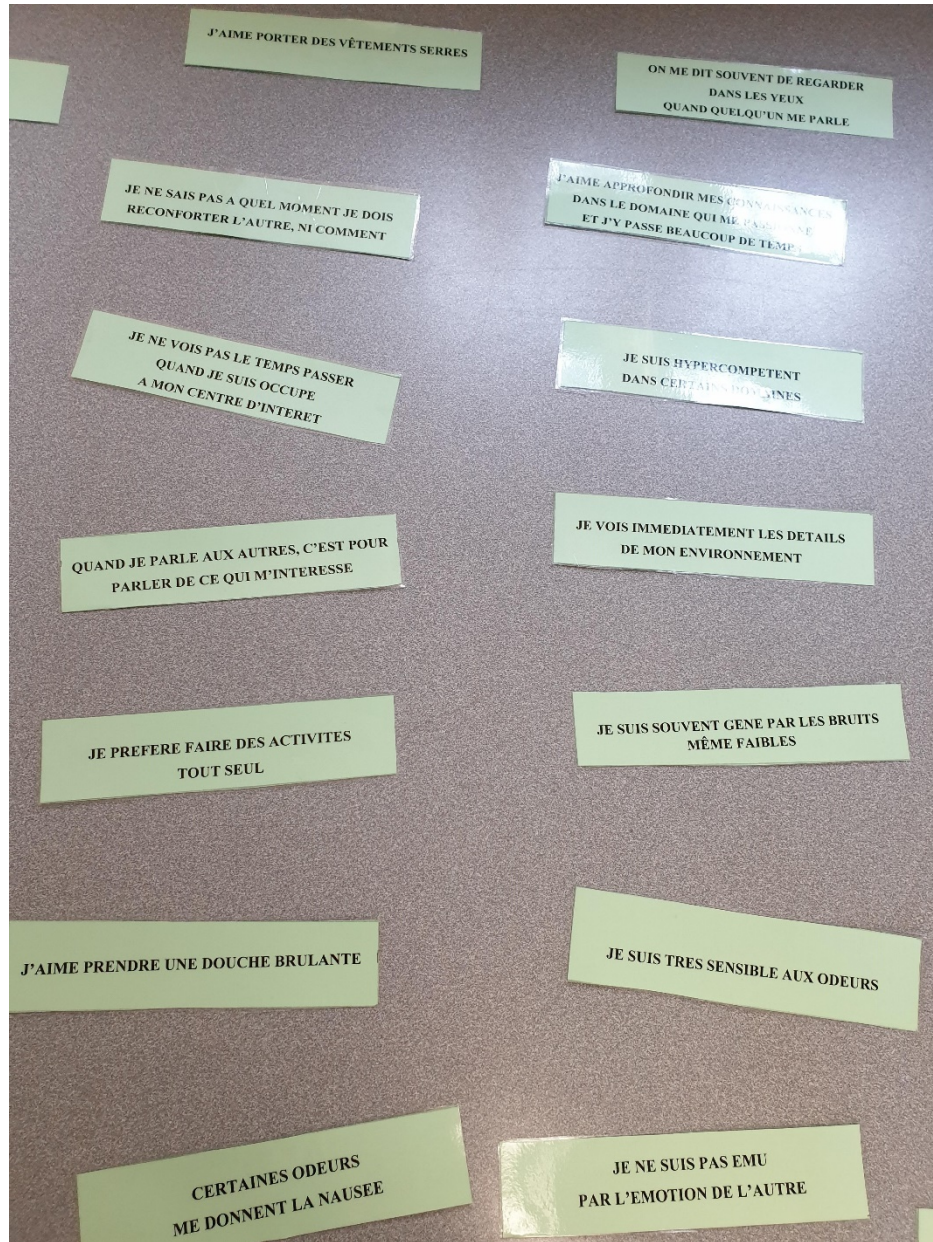 J'AIME PORTER DES VÊTEMENTS SERRES
ON ME DIT SOUVENT DE REGARDER
DANS LES YEUX
QUAND QUELQU'UN ME PARLE
JE NE SAIS PAS A QUEL MOMENT JE DOIS
RECONFORTER L'AUTRE, NI COMMENT
J'AIME APPROFONDIR MES CONNAISSANCES
DANS LE DOMAINE QUI ME PASSIONNE
ET J'Y PASSE BEAUCOUP DE TEMPS
JE NE VOIS PAS LE TEMPS PASSER
QUAND JE SUIS OCCUPE
A MON CENTRE D'INTERET
JE SUIS HYPERCOMPETENT
DANS CERTAINS DOMAINES
QUAND JE PARLE AUX AUTRES, C'EST POUR
PARLER DE CE QUI M'INTERESSE
JE VOIS IMMEDIATEMENT LES DETAILS
DE MON ENVIRONNEMENT
JE PREFERE FAIRE DES ACTIVITES
TOUT SEUL
JE SUIS SOUVENT GENE PAR LES BRUITS
MÊME FAIBLES
J'AIME PRENDRE UNE DOUCHE BRULANTE
JE SUIS TRES SENSIBLE AUX ODEURS
CERTAINES ODEURS
ME DONNENT LA NAUSEE
JE NE SUIS PAS EMU
PAR L'EMOTION DE L'AUTRE